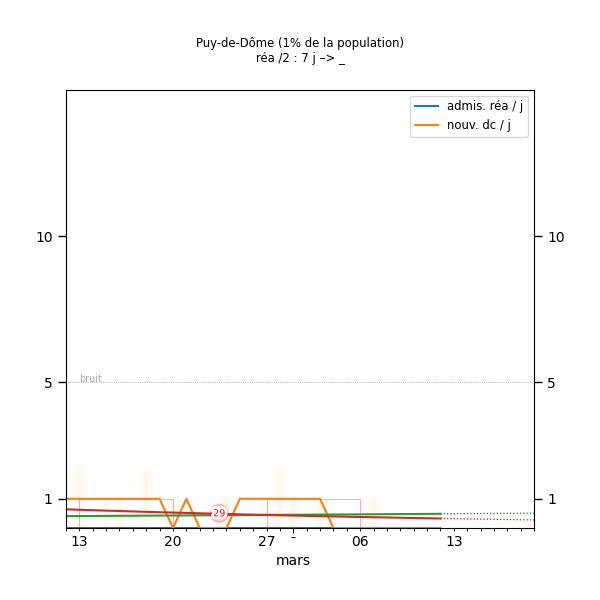 Puy-de-Dôme (1% de la population)
réa /2 : 7 j –> _
admis. réa / j
nouv. dc / j
10
10
bruit
5
5
29
1
1
13
20
27
-
06
13
mars